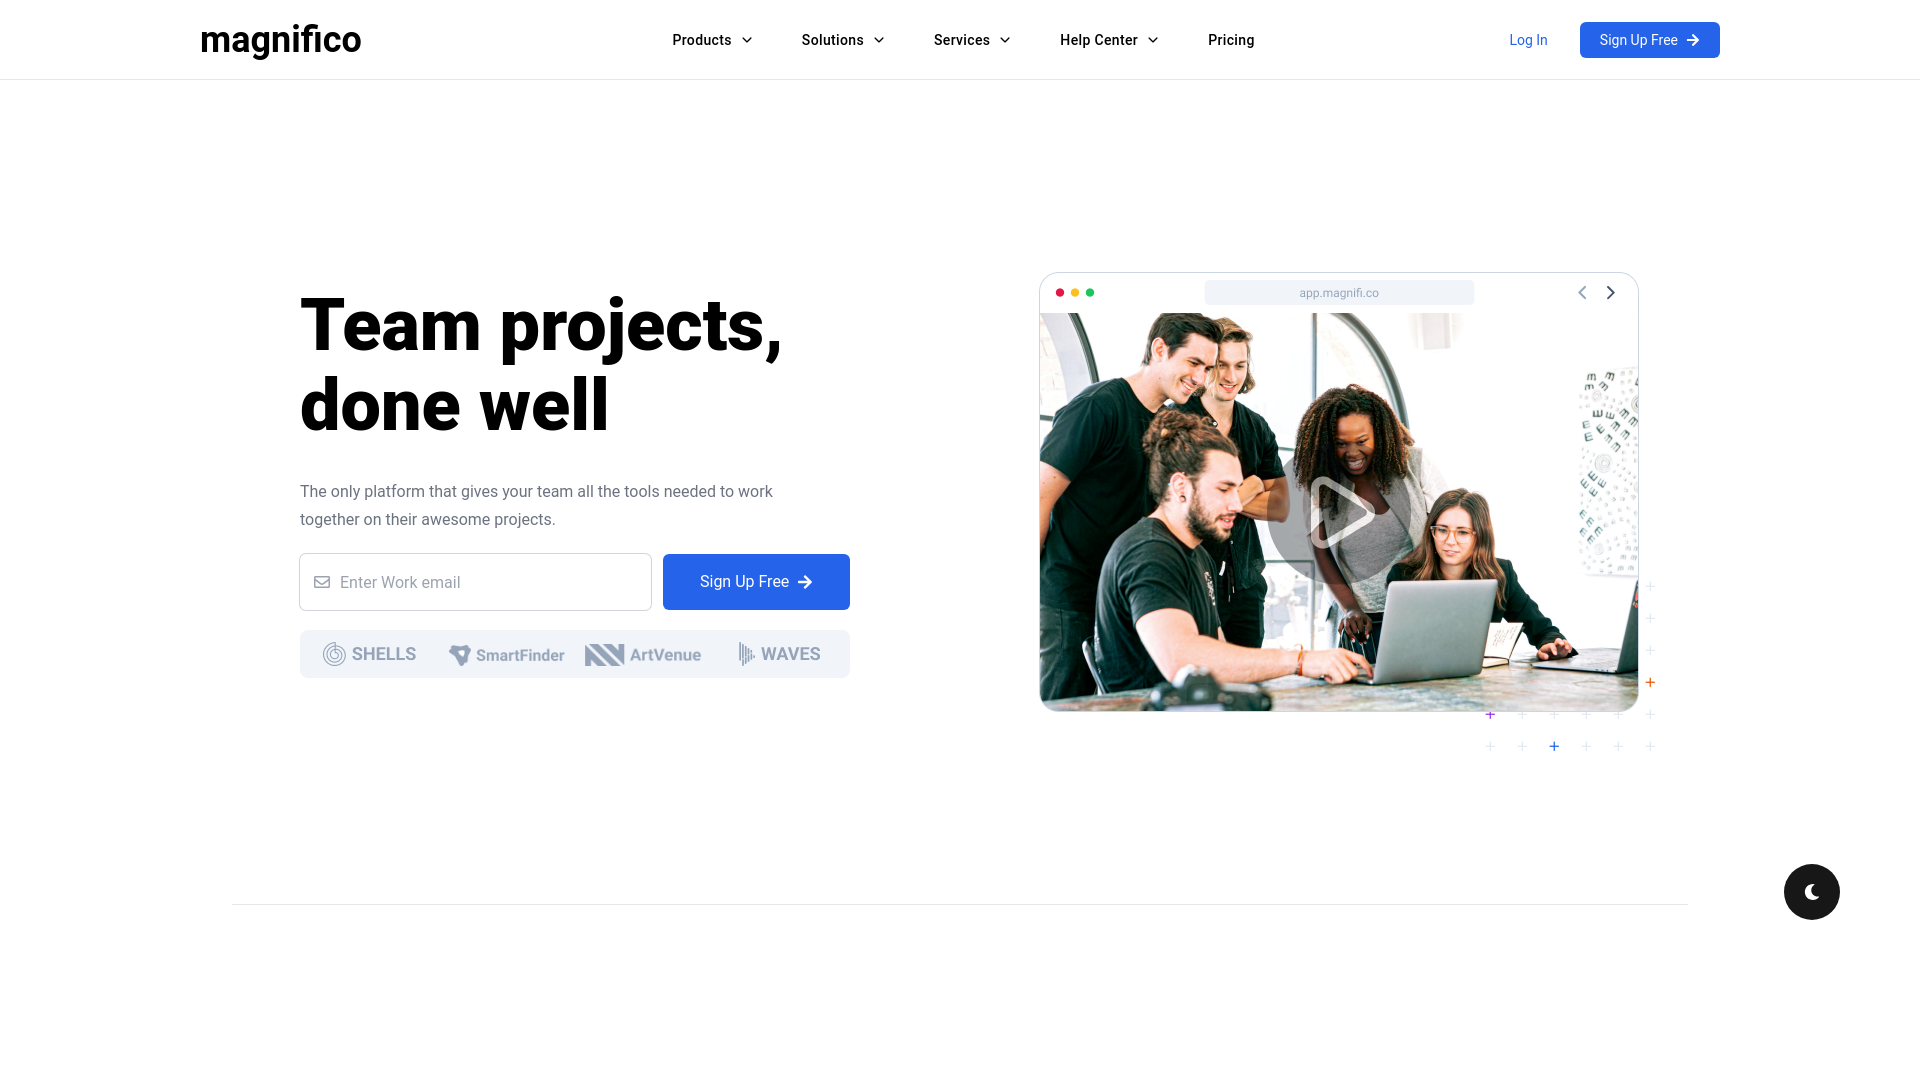 magnifico
Products
Solutions
Services
Help Center
Pricing
Log In
Sign Up Free
Team projects,
done well
The only platform that gives your team all the tools needed to work
together on their awesome projects.
Enter Work email
Sign Up Free
SHELLS
SmartFinder
ArtVenue
WAVES
app.magnifi.co